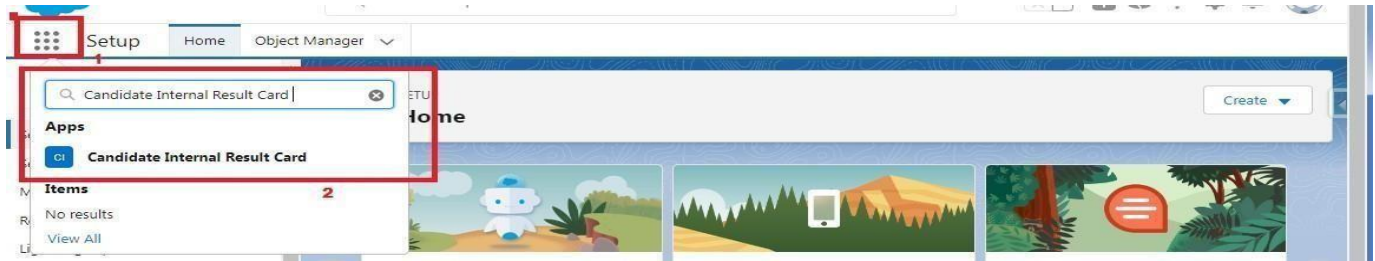 Setup Home Object Manager
1
Candidate Internal Result Card
Apps
Home
Create
CI Candidate Internal Result Card
Items
2
No results
View All